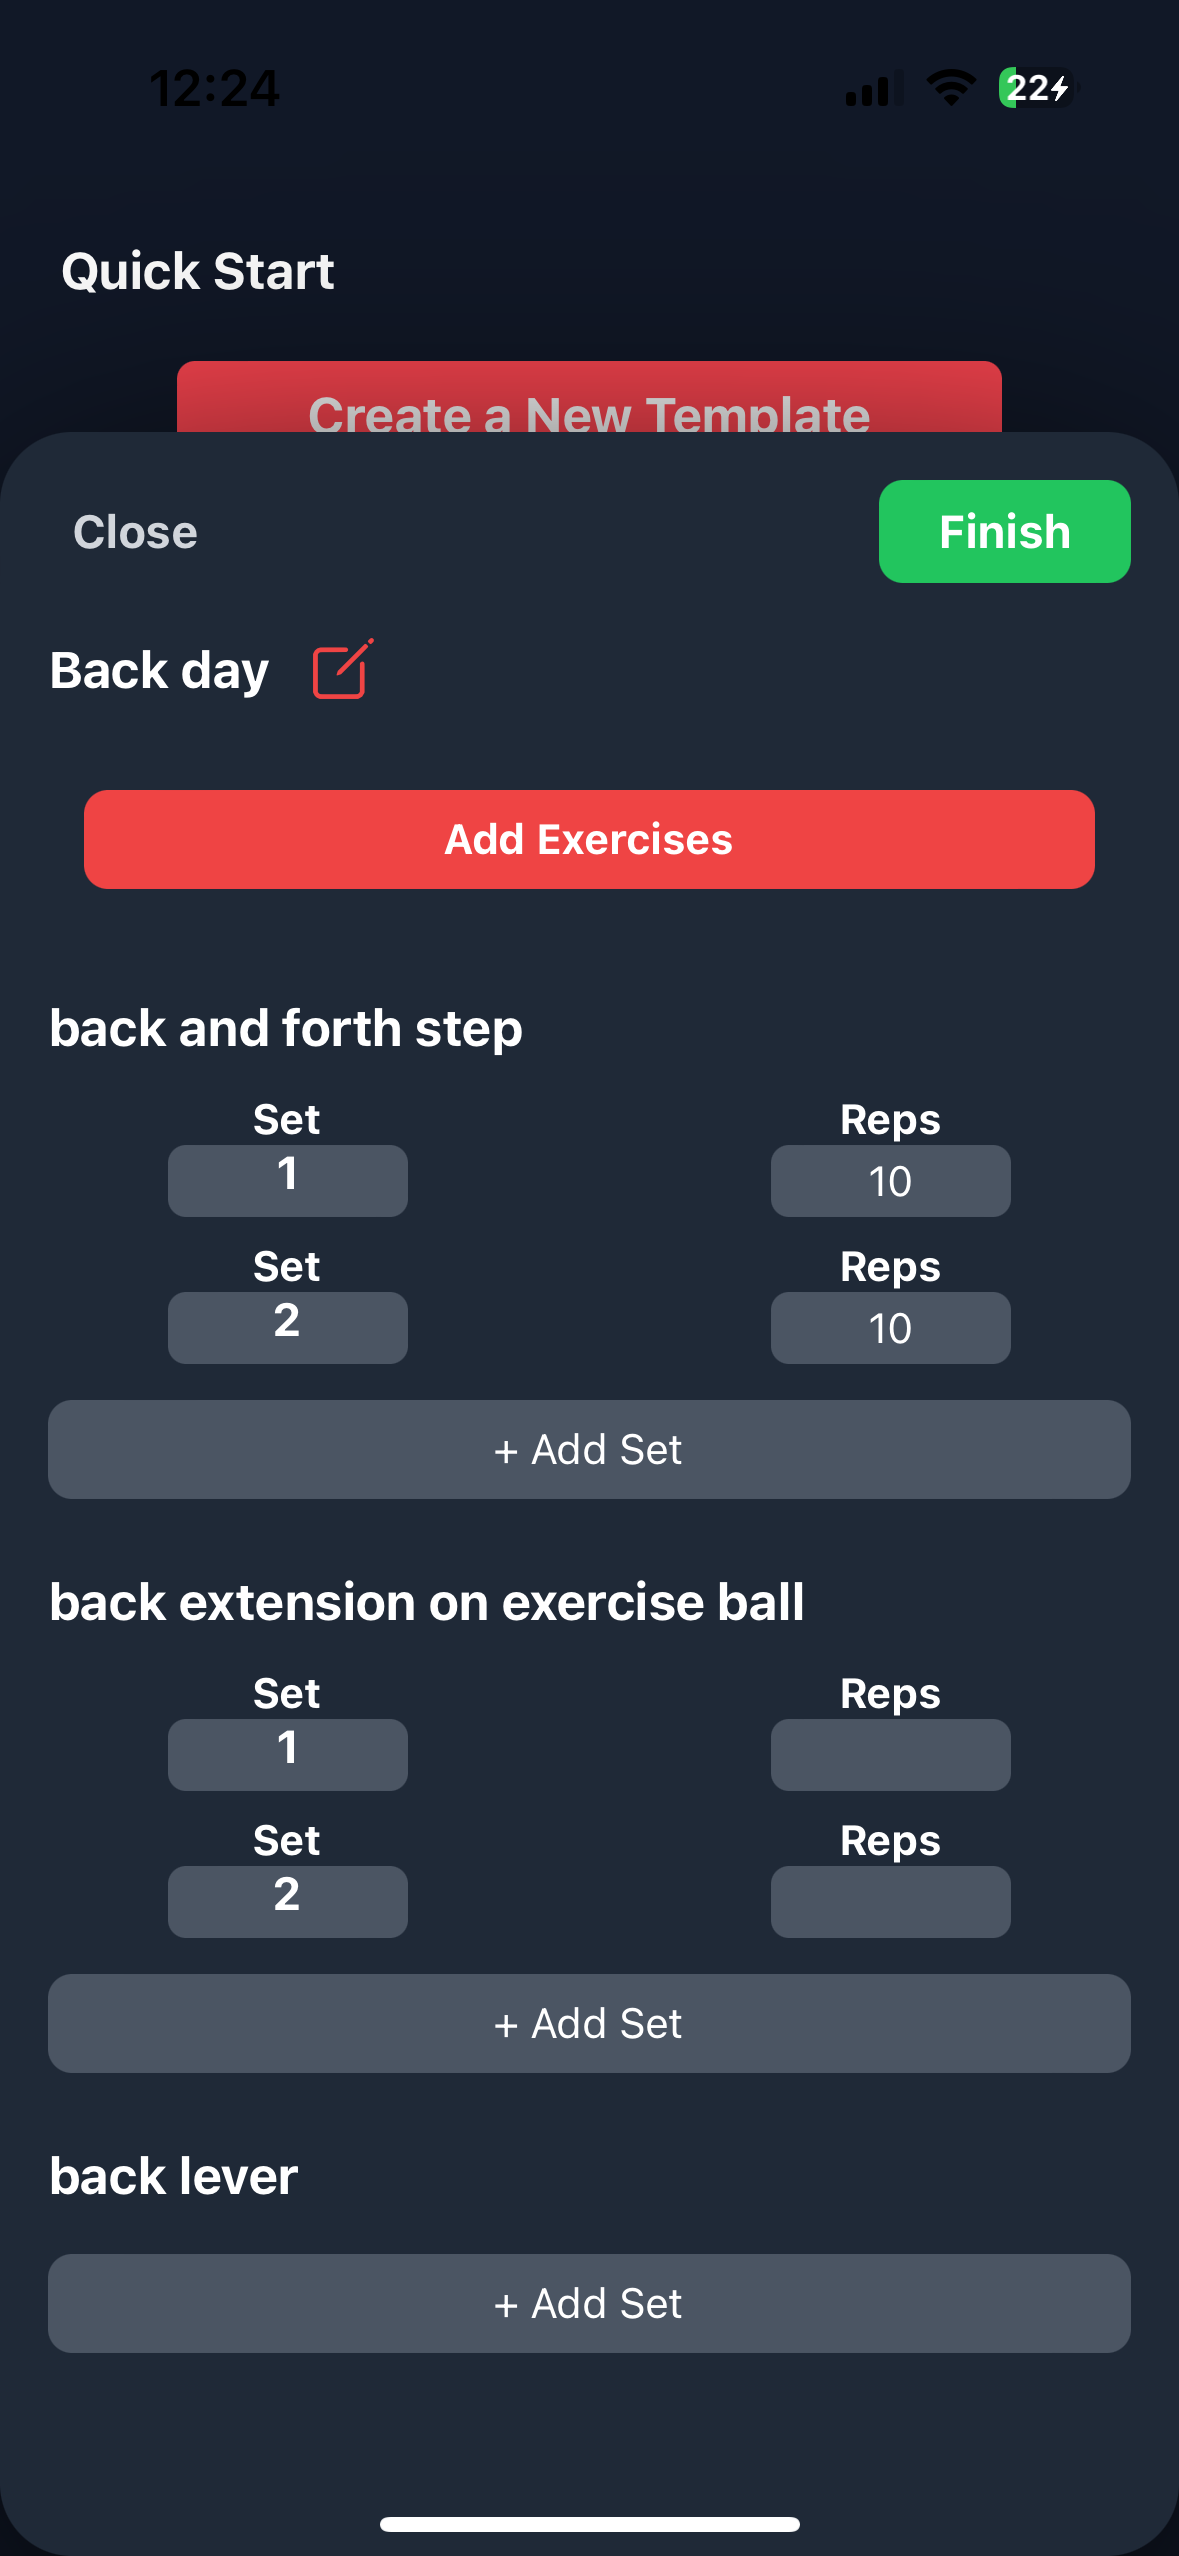 12:24
22
Quick Start
Create a New Template
Close
Finish
Back day
Add Exercises
back and forth step
Set Reps
1 10
Set Reps
2 10
+ Add Set
back extension on exercise ball
Set Reps
1
Set Reps
2
+ Add Set
back lever
+ Add Set